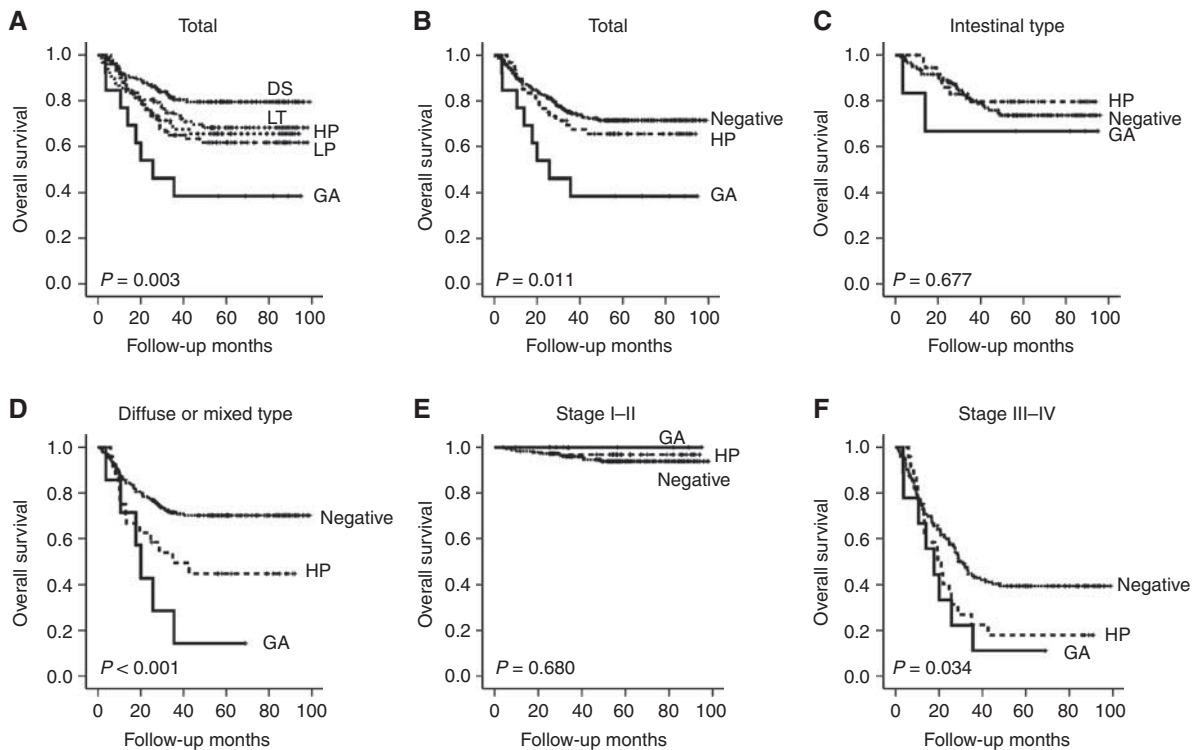 A
Total
Overall survival
1.0
0.8
0.6
0.4
0.2
0.0
DS
LT
HP
LP
GA
P = 0.003
0 20 40 60 80 100
Follow-up months
B
Total
Overall survival
1.0
0.8
0.6
0.4
0.2
0.0
Negative
HP
GA
P = 0.011
0 20 40 60 80 100
Follow-up months
C
Intestinal type
Overall survival
1.0
0.8
0.6
0.4
0.2
0.0
HP
Negative
GA
P = 0.677
0 20 40 60 80 100
Follow-up months
D
Diffuse or mixed type
Overall survival
1.0
0.8
0.6
0.4
0.2
0.0
Negative
HP
GA
P < 0.001
0 20 40 60 80 100
Follow-up months
E
Stage I–II
Overall survival
1.0
0.8
0.6
0.4
0.2
0.0
GA
HP
Negative
P = 0.680
0 20 40 60 80 100
Follow-up months
F
Stage III–IV
Overall survival
1.0
0.8
0.6
0.4
0.2
0.0
Negative
HP
GA
P = 0.034
0 20 40 60 80 100
Follow-up months